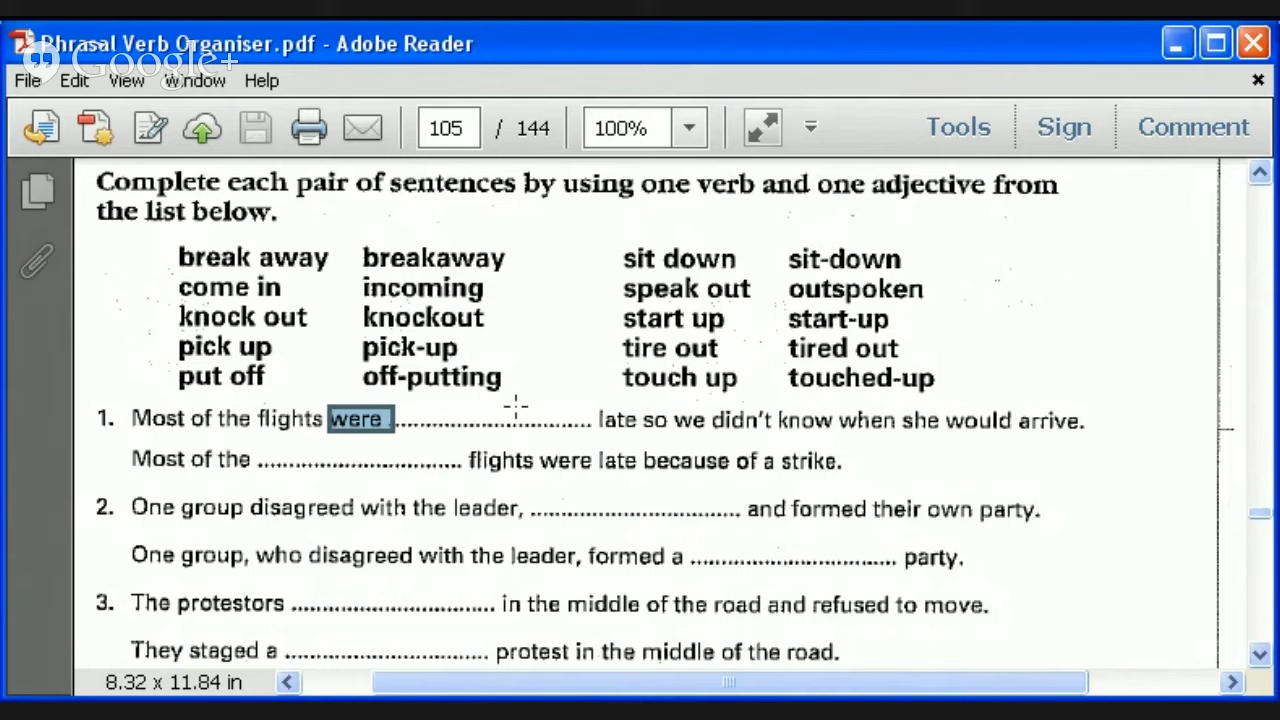 Phrasal Verb Organiser.pdf - Adobe Reader
Google+
File Edit View Window Help
105 / 144 100% Tools Sign Comment
Complete each pair of sentences by using one verb and one adjective from
the list below.
break away breakaway sit down sit-down
come in incoming speak out outspoken
knock out knockout start up start-up
pick up pick-up tire out tired out
put off off-putting touch up touched-up
1. Most of the flights were .................................. late so we didn't know when she would arrive.
Most of the .................................. flights were late because of a strike.
2. One group disagreed with the leader, .................................. and formed their own party.
One group, who disagreed with the leader, formed a .................................. party.
3. The protestors .................................. in the middle of the road and refused to move.
They staged a .................................. protest in the middle of the road.
8.32 x 11.84 in